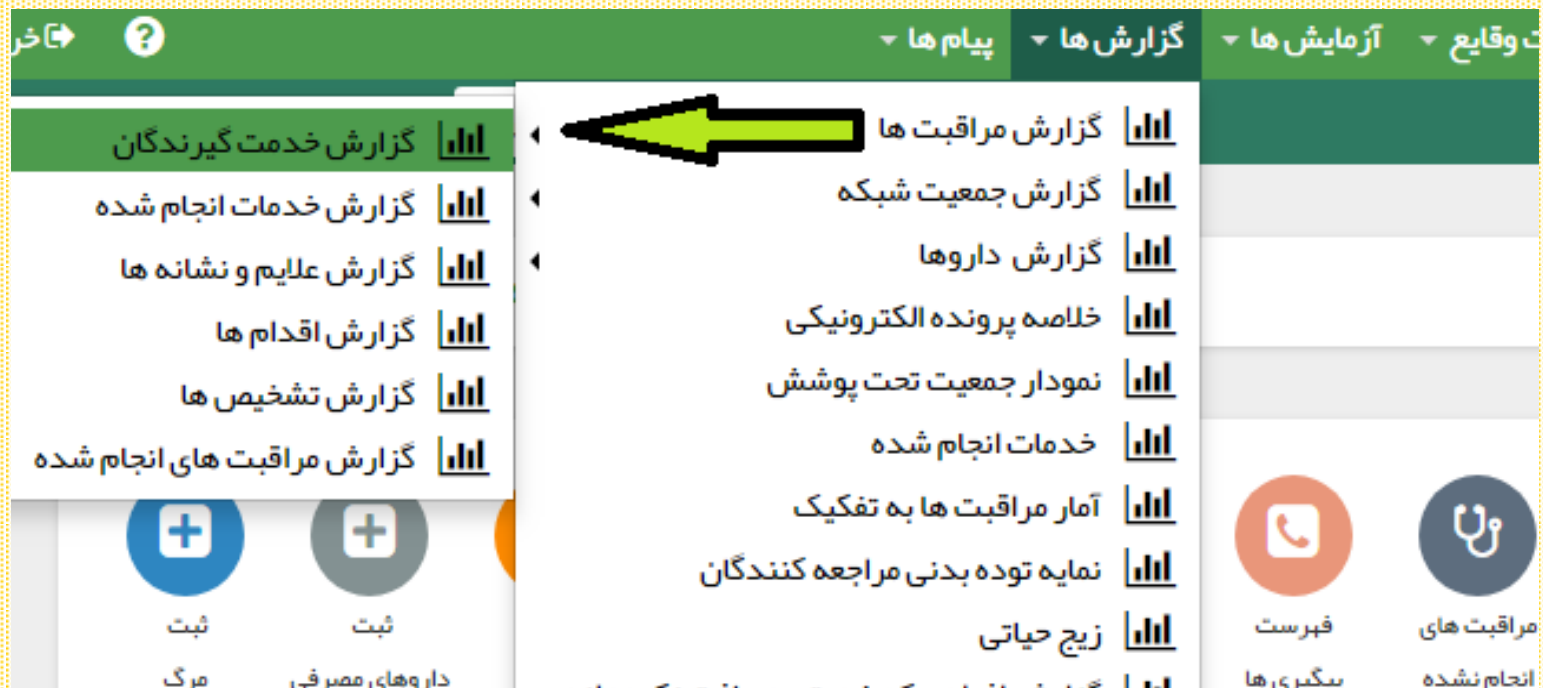 ت وقایع
آزمایش ها
گزارش ها
پیام ها
?
خر
گزارش مراقبت ها
گزارش جمعیت شبکه
گزارش داروها
خلاصه پرونده الکترونیکی
نمودار جمعیت تحت پوشش
خدمات انجام شده
آمار مراقبت ها به تفکیک
نمایه توده بدنی مراجعه کنندگان
زیج حیاتی
گزارش خدمت گیرندگان
گزارش خدمات انجام شده
گزارش علایم و نشانه ها
گزارش اقدام ها
گزارش تشخیص ها
گزارش مراقبت های انجام شده
مراقبت های
انجام نشده
فهرست
پیگیری ها
ثبت
داروهای مصرفی
ثبت
مرگ